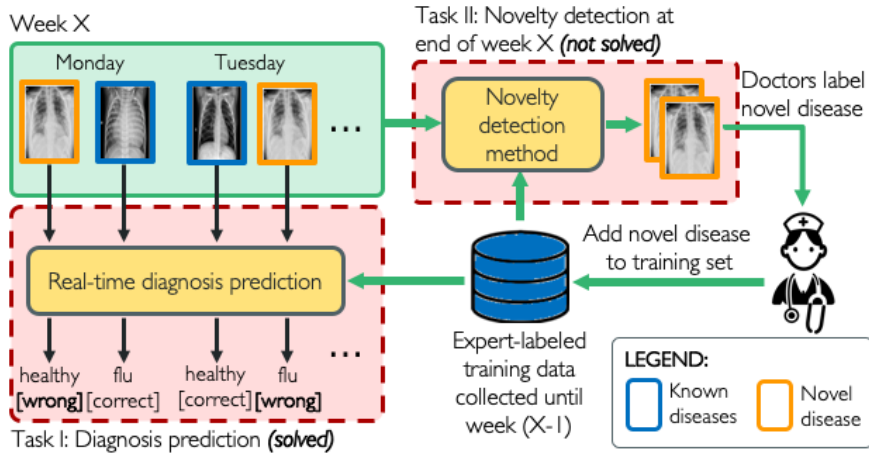 Week X
Monday
Tuesday
...
Task II: Novelty detection at
end of week X (not solved)
Novelty
detection
method
Doctors label
novel disease
Real-time diagnosis prediction
Add novel disease
to training set
healthy
[wrong]
flu
[correct]
healthy
[correct]
flu
[wrong]
...
Task I: Diagnosis prediction (solved)
Expert-labeled
training data
collected until
week (X-1)
LEGEND:
Known
diseases
Novel
disease